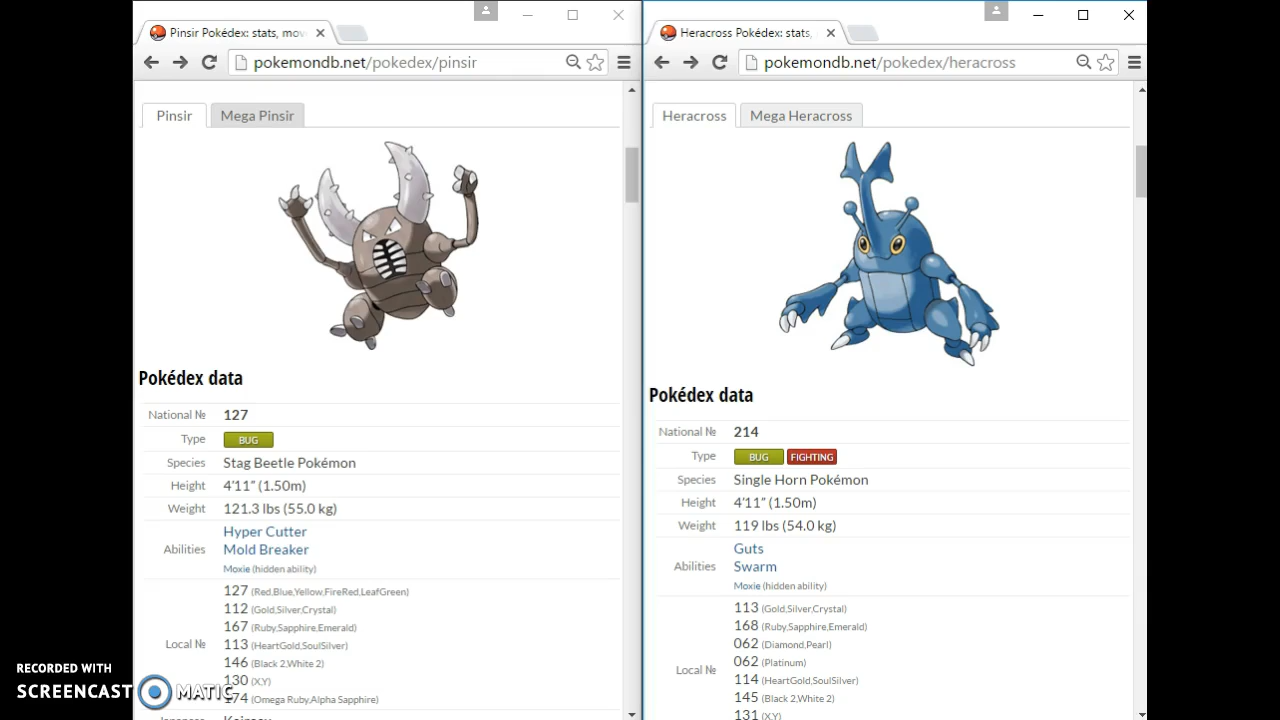 Pinsir Pokédex: stats, mov
pokemondb.net/pokedex/pinsir
Pinsir
Mega Pinsir
Pokédex data
National № 127
Type BUG
Species Stag Beetle Pokémon
Height 4'11" (1.50m)
Weight 121.3 lbs (55.0 kg)
Abilities
Hyper Cutter
Mold Breaker
Moxie (hidden ability)
Local №
127 (Red,Blue,Yellow,FireRed,LeafGreen)
112 (Gold,Silver,Crystal)
167 (Ruby,Sapphire,Emerald)
113 (HeartGold,SoulSilver)
146 (Black 2,White 2)
130 (X,Y)
174 (Omega Ruby,Alpha Sapphire)
Heracross Pokédex: stats,
pokemondb.net/pokedex/heracross
Heracross
Mega Heracross
Pokédex data
National № 214
Type BUG FIGHTING
Species Single Horn Pokémon
Height 4'11" (1.50m)
Weight 119 lbs (54.0 kg)
Abilities
Guts
Swarm
Moxie (hidden ability)
Local №
113 (Gold,Silver,Crystal)
168 (Ruby,Sapphire,Emerald)
062 (Diamond,Pearl)
062 (Platinum)
114 (HeartGold,SoulSilver)
145 (Black 2,White 2)
131 (X,Y)
RECORDED WITH
SCREENCAST MATIC